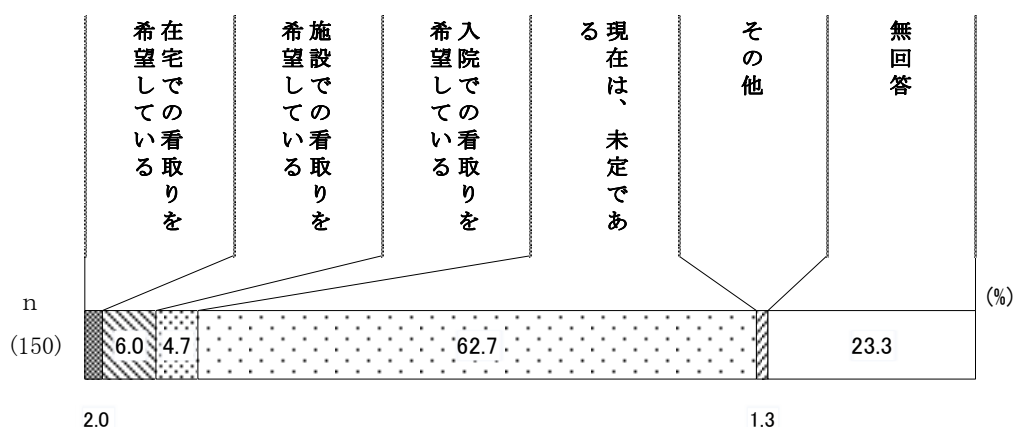 在宅での看取りを
希望している
施設での看取りを
希望している
入院での看取りを
希望している
現在は、未定であ
る
その他
無回答
(%)
n
(150)
6.0
4.7
62.7
23.3
2.0
1.3